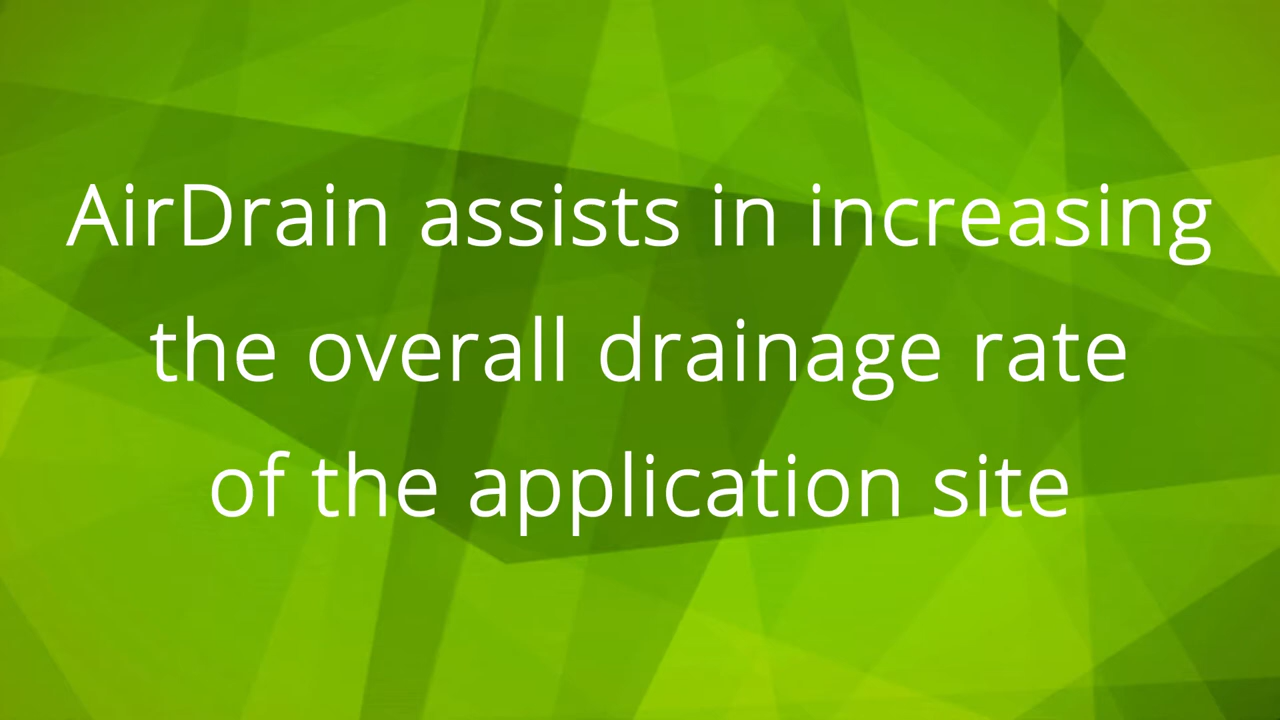 AirDrain assists in increasing
the overall drainage rate
of the application site